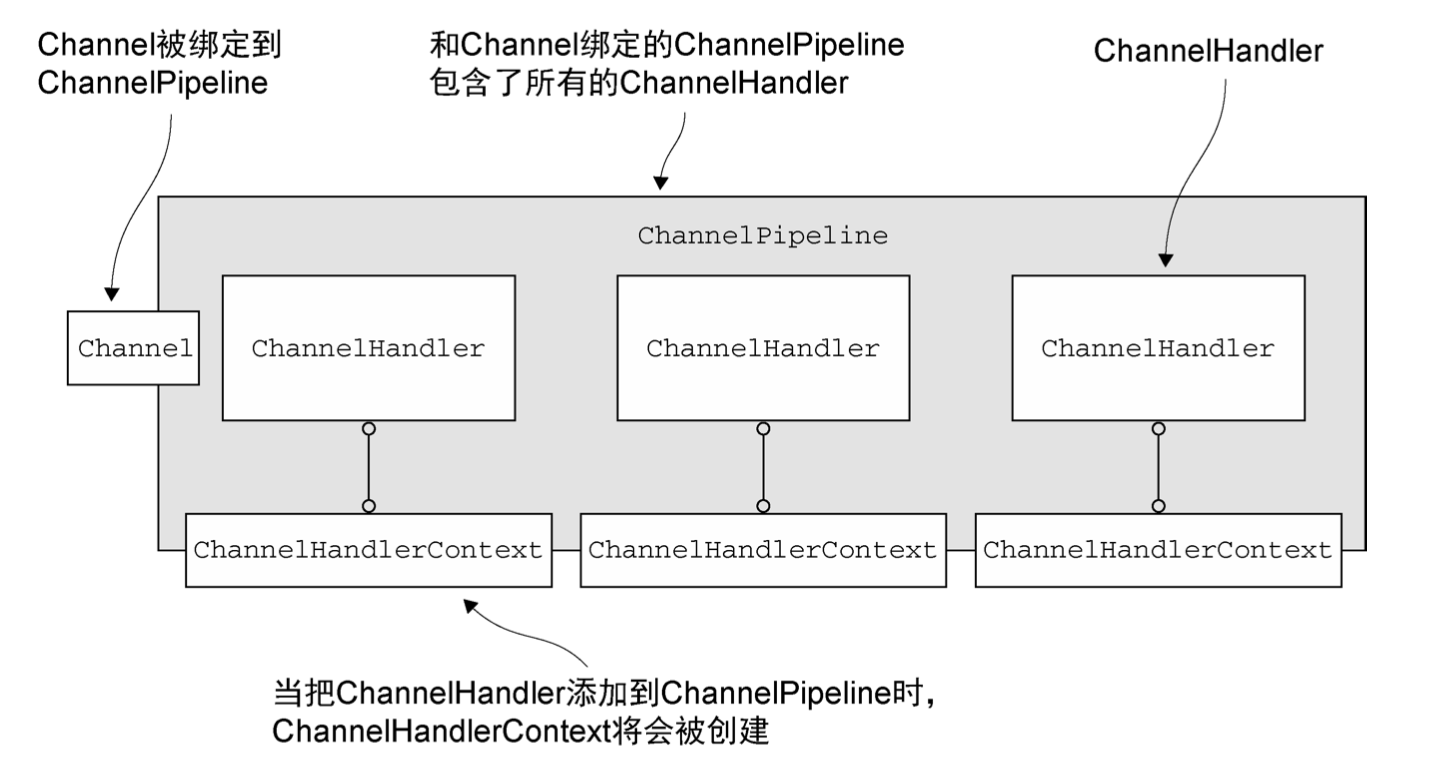 Channel被绑定到
ChannelPipeline
和Channel绑定的ChannelPipeline
包含了所有的ChannelHandler
ChannelHandler
ChannelPipeline
Channel
ChannelHandler
ChannelHandler
ChannelHandler
ChannelHandlerContext
ChannelHandlerContext
ChannelHandlerContext
当把ChannelHandler添加到ChannelPipeline时，
ChannelHandlerContext将会被创建